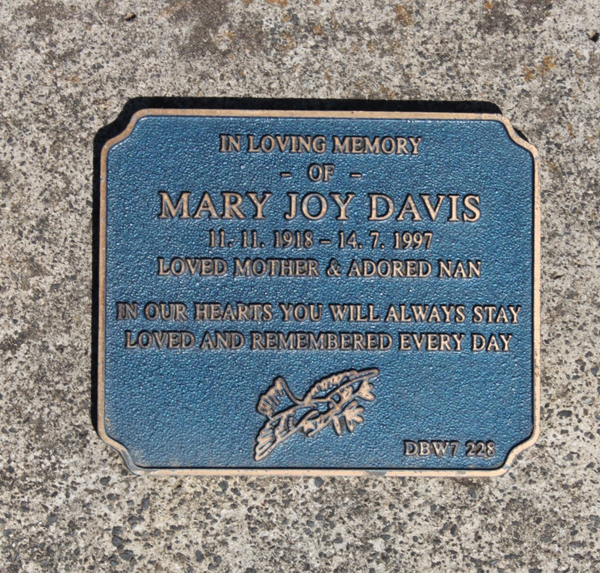 IN LOVING MEMORY
- OF -
MARY JOY DAVIS
11. 11. 1918 - 14. 7. 1997
LOVED MOTHER & ADORED NAN
IN OUR HEARTS YOU WILL ALWAYS STAY
LOVED AND REMEMBERED EVERY DAY
DBW7 228